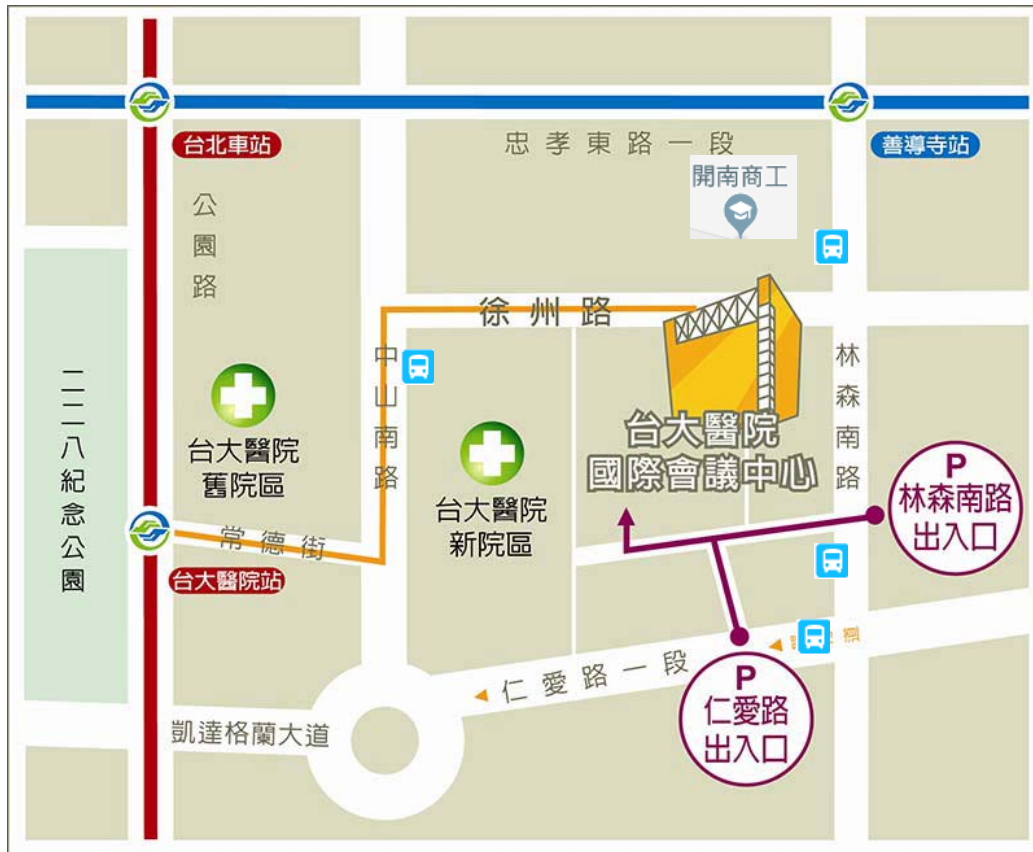 台北車站
忠孝東路一段
善導寺站
開南商工
公園路
徐州路
中山南路
林森南路
二二八紀念公園
台大醫院
舊院區
台大醫院
新院區
台大醫院
國際會議中心
P
林森南路
出入口
常德街
台大醫院站
仁愛路一段
P
仁愛路
出入口
凱達格蘭大道